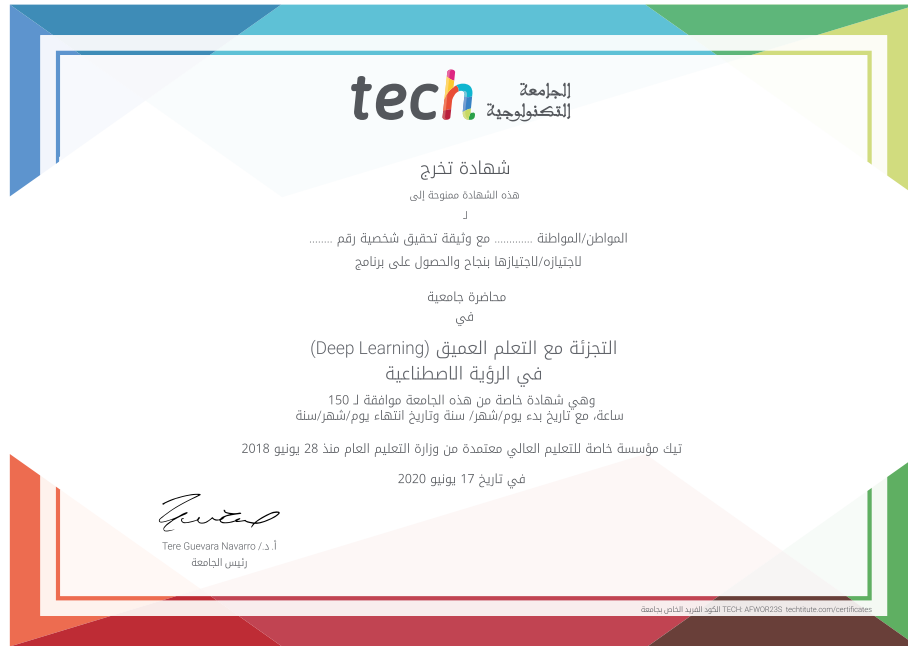 tech الجامعة
التكنولوجية
شهادة تخرج
هذه الشهادة ممنوحة إلى
لـ
المواطن/المواطنة ............. مع وثيقة تحقيق شخصية رقم ........
لاجتيازه/لاجتيازها بنجاح والحصول على برنامج
محاضرة جامعية
في
التجزئة مع التعلم العميق (Deep Learning)
في الرؤية الاصطناعية
وهي شهادة خاصة من هذه الجامعة موافقة لـ 150
ساعة، مع تاريخ بدء يوم/شهر/ سنة وتاريخ انتهاء يوم/شهر/سنة
تيك مؤسسة خاصة للتعليم العالي معتمدة من وزارة التعليم العام منذ 28 يونيو 2018
في تاريخ 17 يونيو 2020
أ. د./ Tere Guevara Navarro
رئيس الجامعة
الكود الفريد الخاص بجامعة TECH: AFWOR23S techtitute.com/certificates